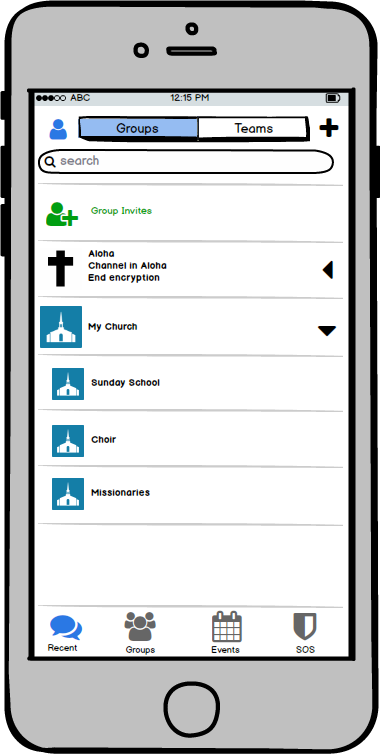 ABC 12:15 PM
Groups Teams
search
Group Invites
Aloha
Channel in Aloha
End encryption
My Church
Sunday School
Choir
Missionaries
Recent Groups Events SOS